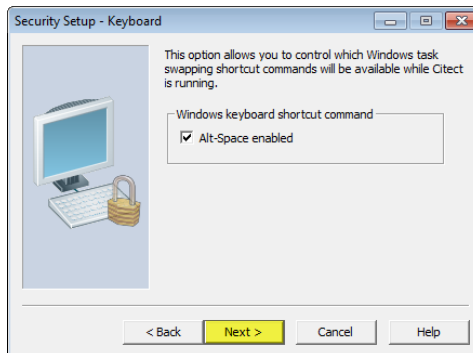 Security Setup - Keyboard
This option allows you to control which Windows task
swapping shortcut commands will be available while Citect
is running.
Windows keyboard shortcut command
Alt-Space enabled
< Back
Next >
Cancel
Help